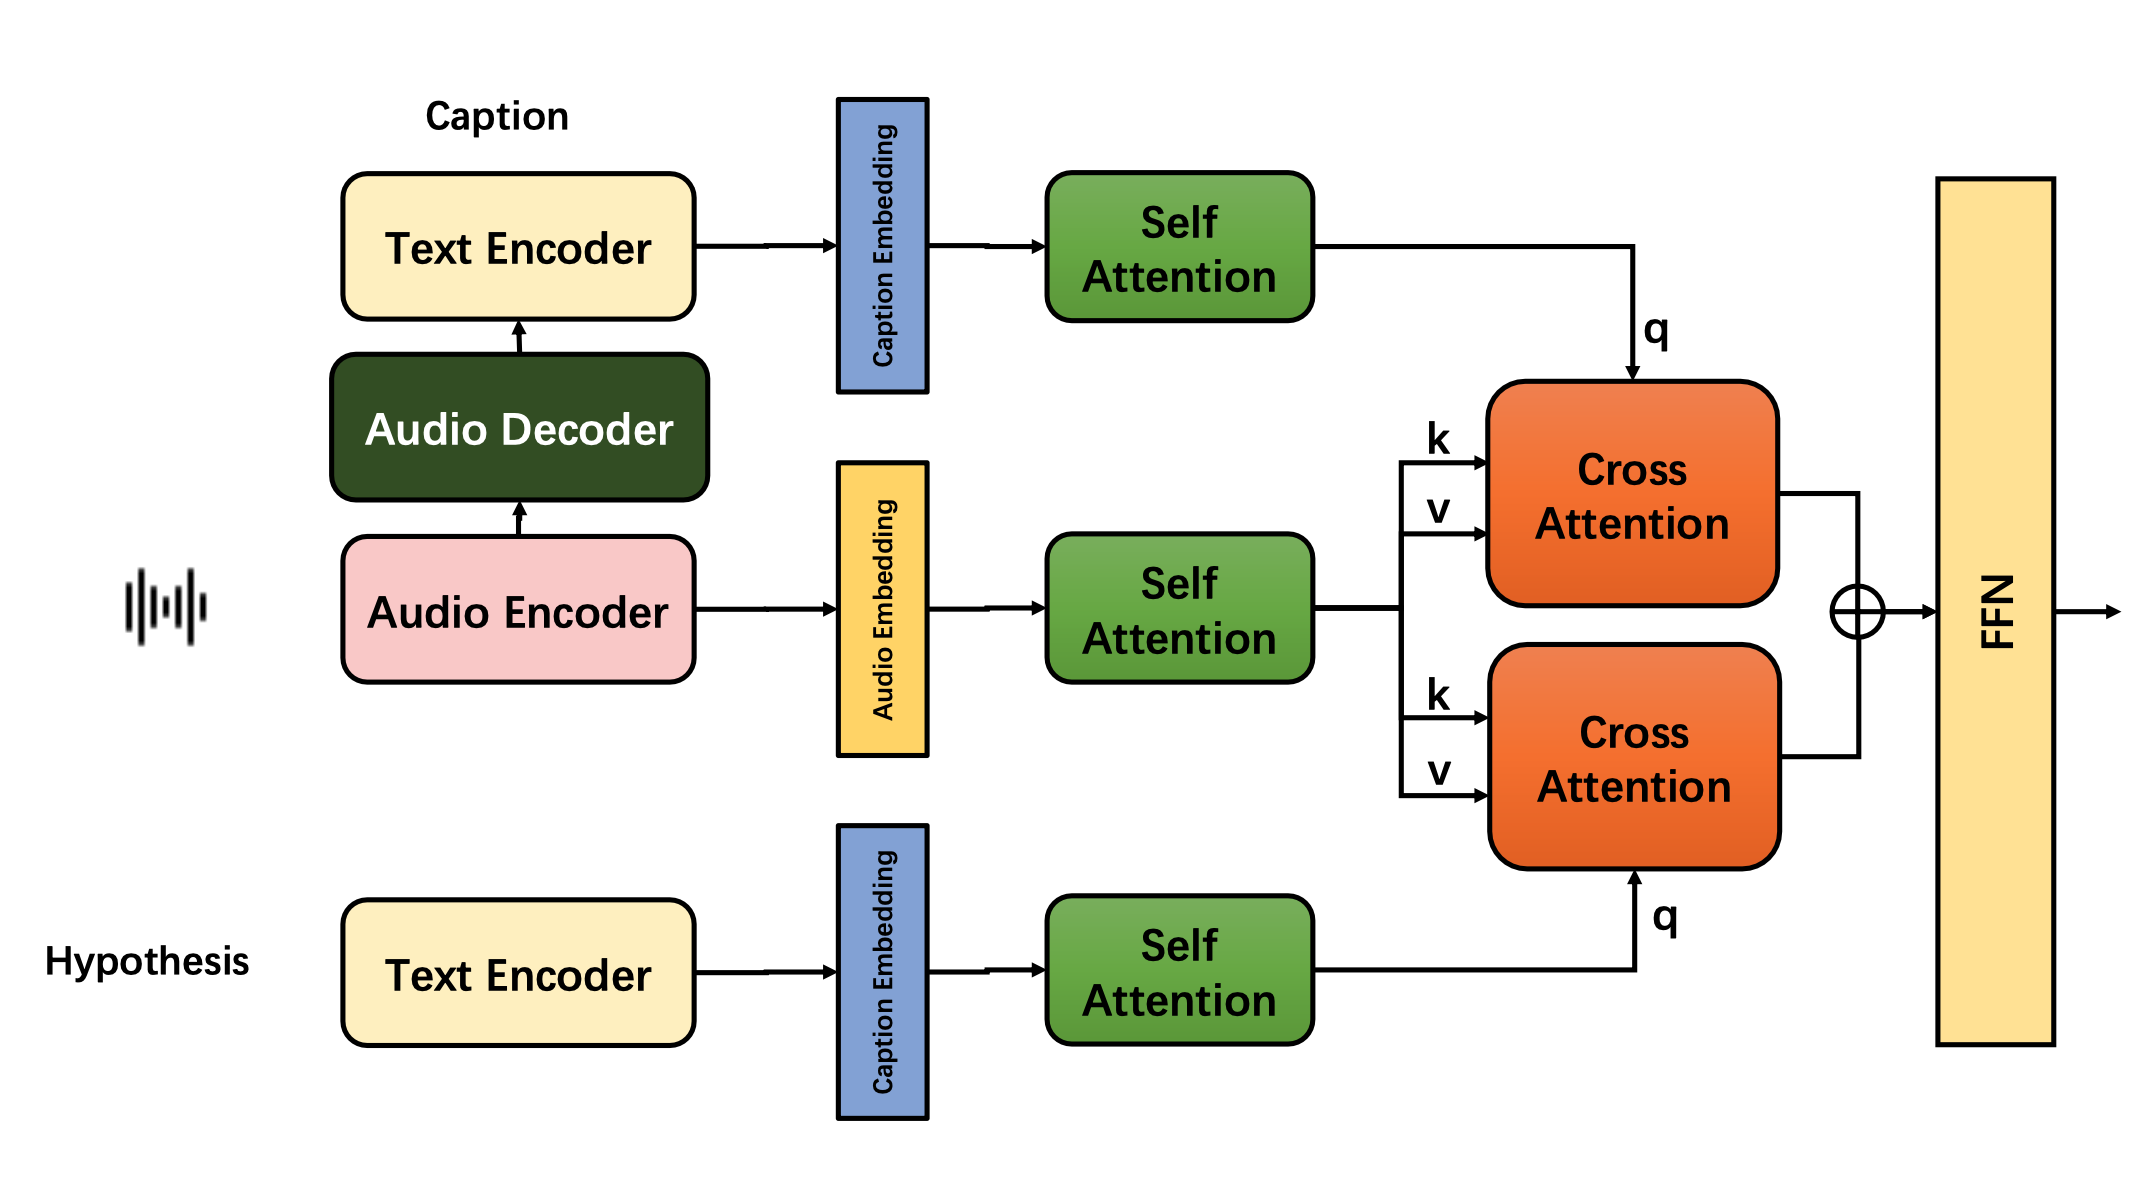 Caption
Text Encoder
Caption Embedding
Self
Attention
q
Audio Decoder
k
v
Cross
Attention
Audio Encoder
Audio Embedding
Self
Attention
FFN
k
v
Cross
Attention
Hypothesis
Text Encoder
Caption Embedding
Self
Attention
q